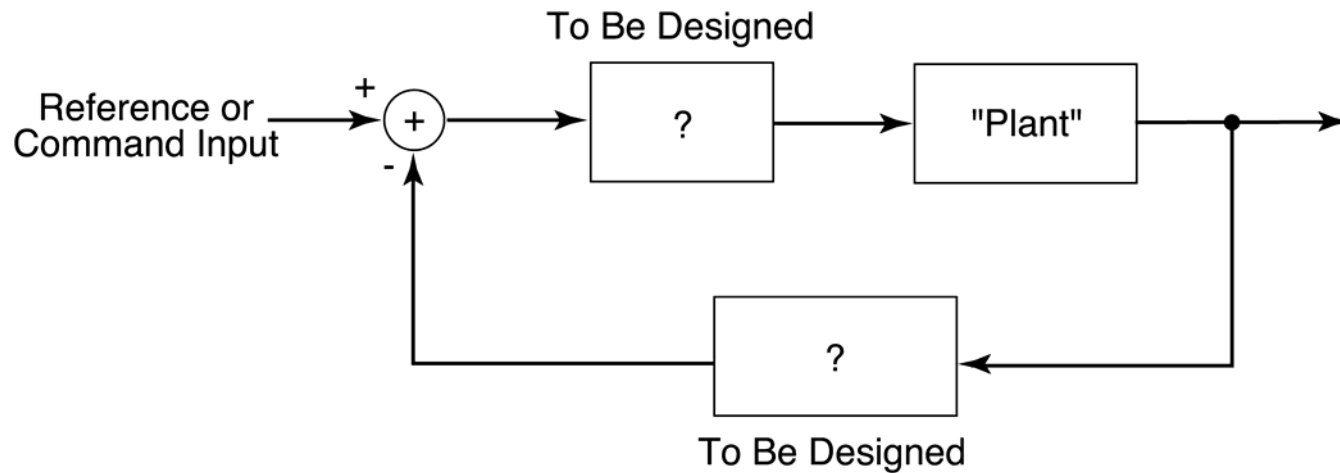 To Be Designed
+
Reference or
Command Input
+
?
"Plant"
-
?
To Be Designed